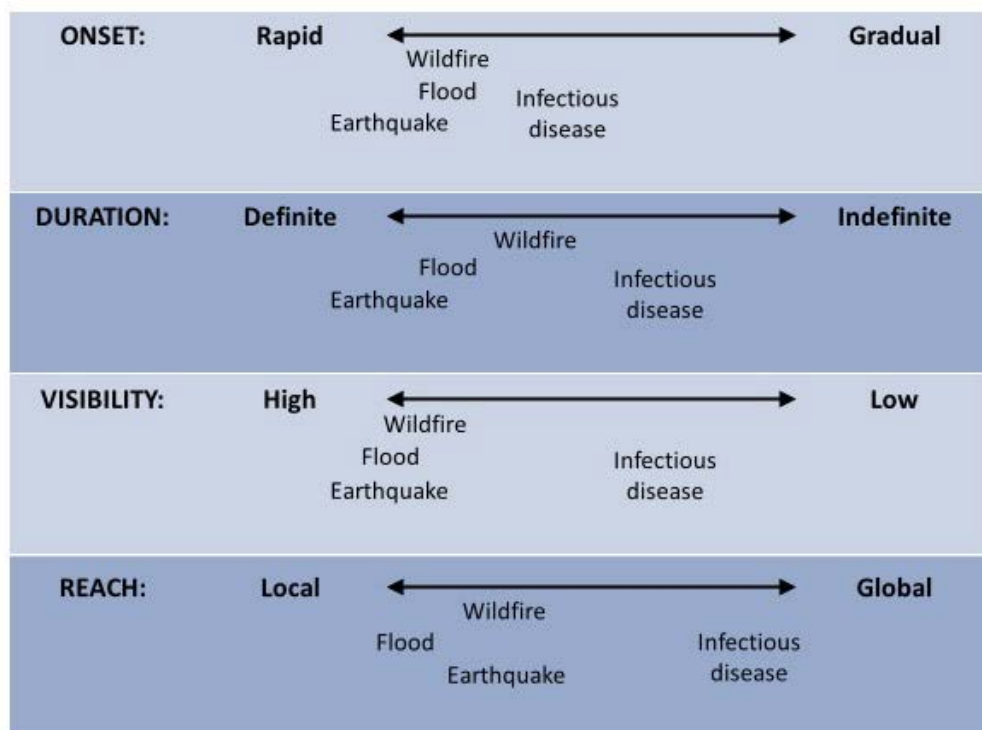 ONSET: Rapid Gradual
Wildfire
Flood
Infectious
Earthquake
disease
DURATION: Definite Indefinite
Wildfire
Flood
Infectious
Earthquake
disease
VISIBILITY: High Low
Wildfire
Flood
Infectious
Earthquake
disease
REACH: Local Global
Wildfire
Flood
Infectious
Earthquake
disease